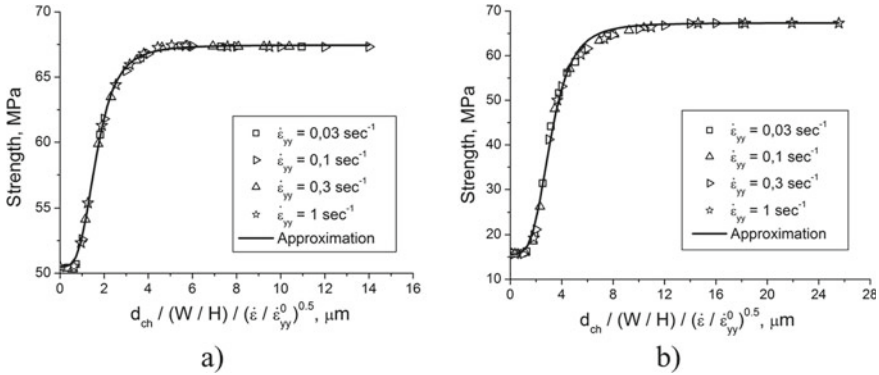 70
65
60
55
50
Strength, MPa
0 2 4 6 8 10 12 14 16
d_ch / (W / H) / (ε̇ / ε̇⁰_yy)^0.5, μm
ε̇_yy = 0,03 sec⁻¹
ε̇_yy = 0,1 sec⁻¹
ε̇_yy = 0,3 sec⁻¹
ε̇_yy = 1 sec⁻¹
Approximation
a)
70
60
50
40
30
20
10
Strength, MPa
0 4 8 12 16 20 24 28
d_ch / (W / H) / (ε̇ / ε̇⁰_yy)^0.5, μm
ε̇_yy = 0,03 sec⁻¹
ε̇_yy = 0,1 sec⁻¹
ε̇_yy = 0,3 sec⁻¹
ε̇_yy = 1 sec⁻¹
Approximation
b)